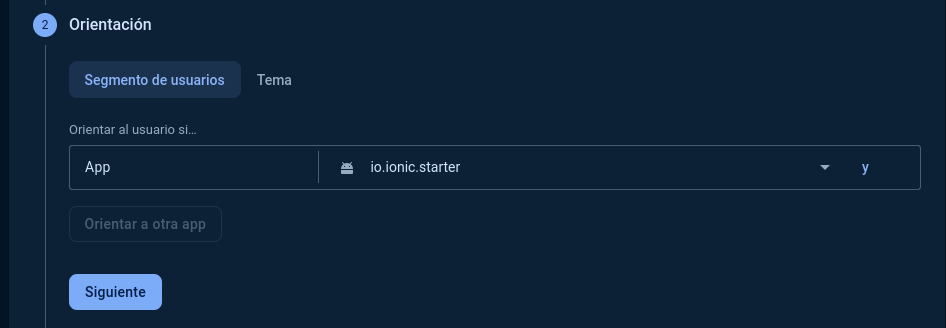 2 Orientación
Segmento de usuarios Tema
Orientar al usuario si…
App io.ionic.starter y
Orientar a otra app
Siguiente